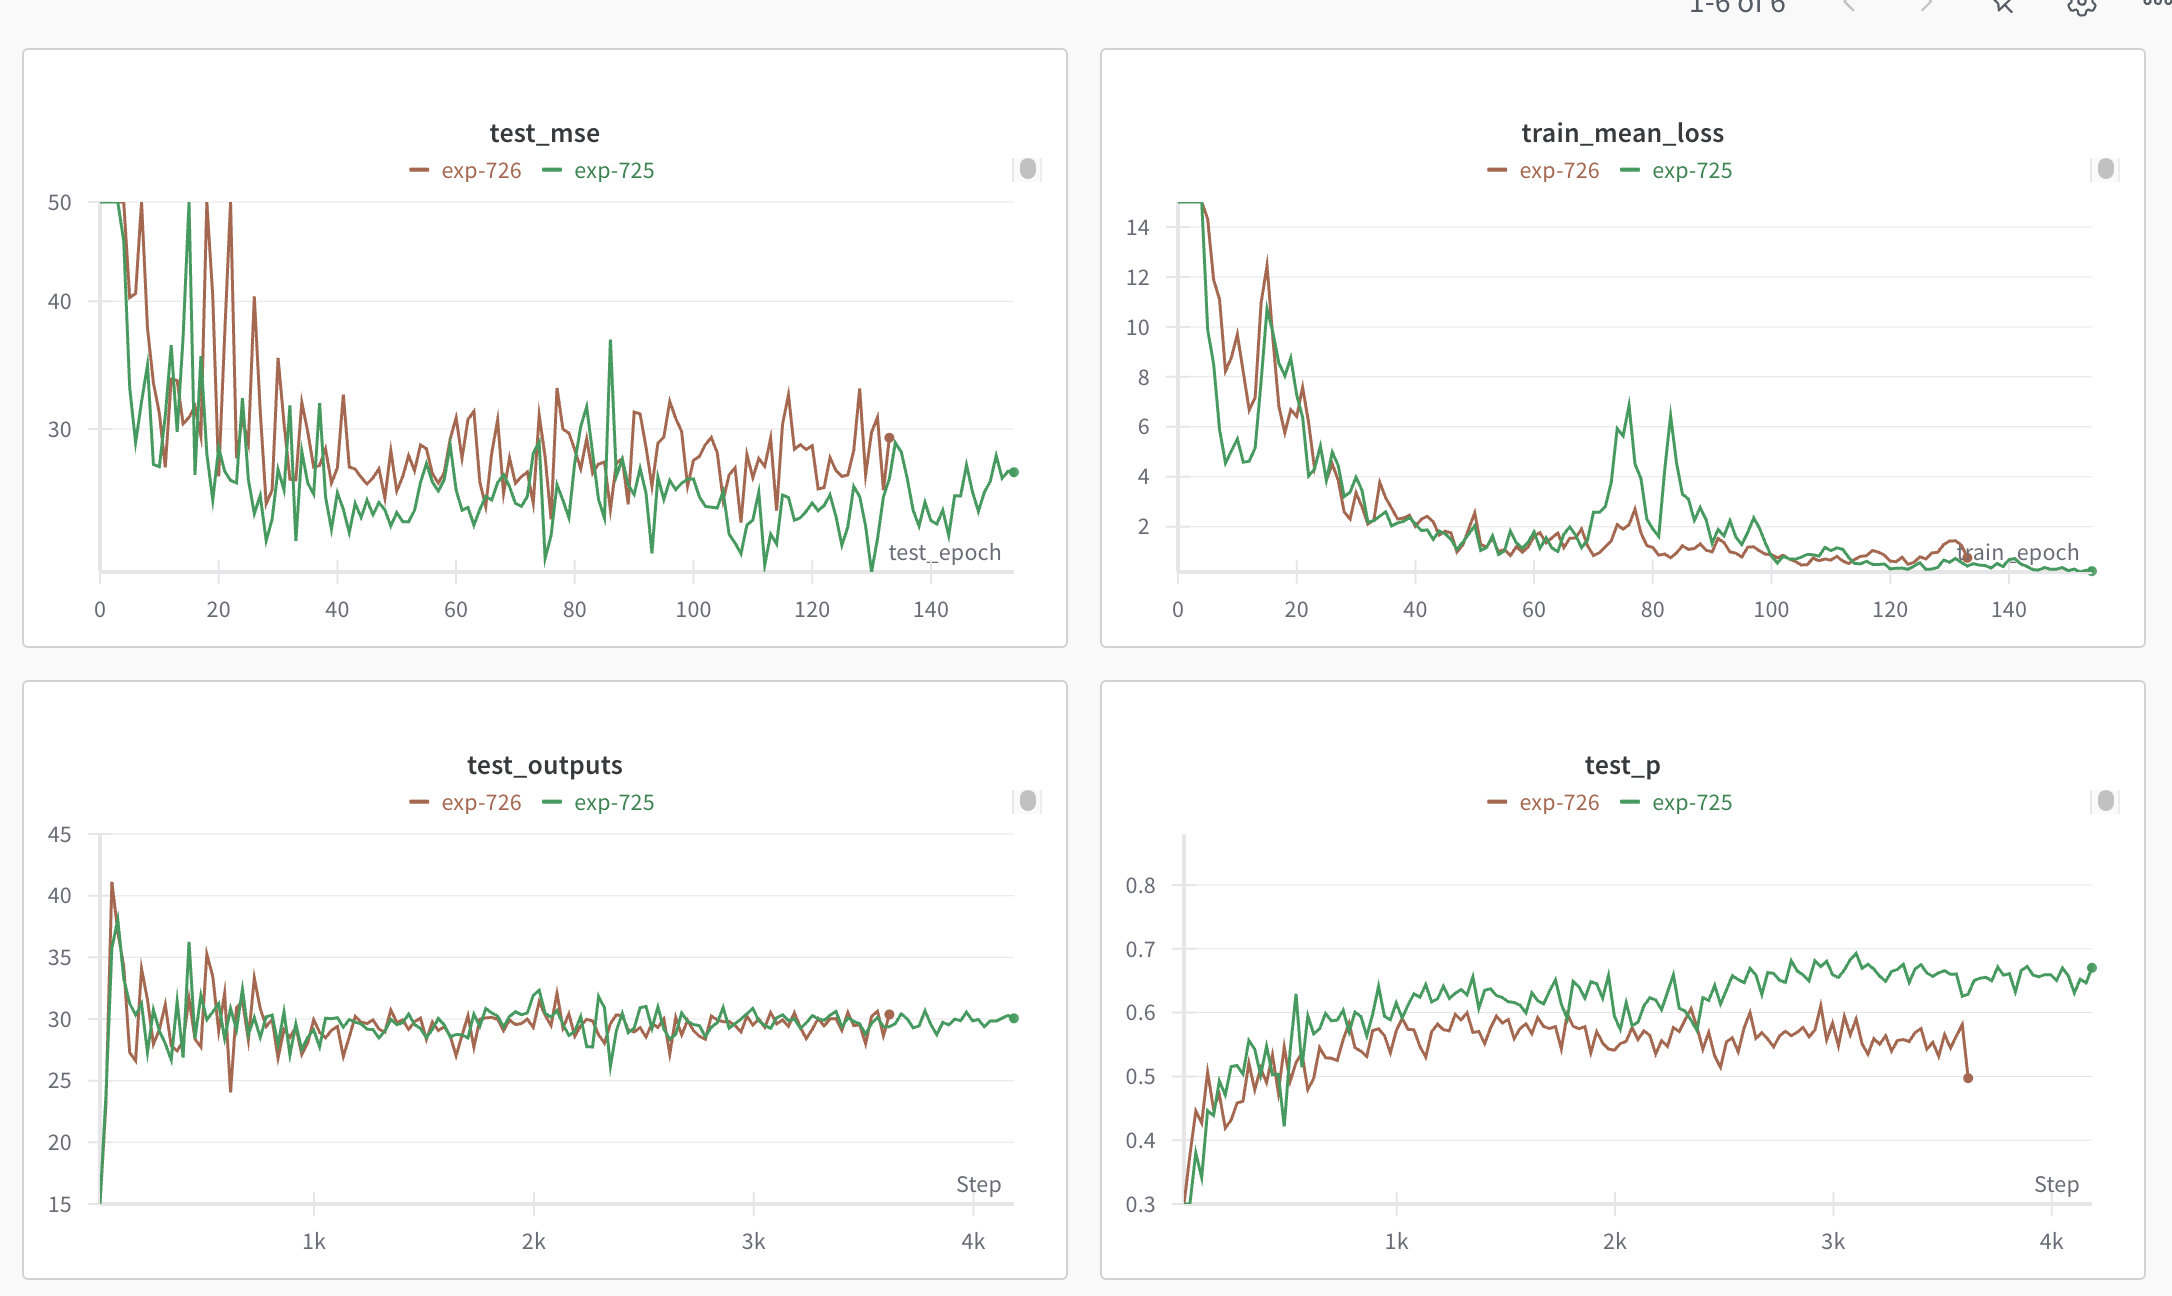 1-6 of 6
test_mse
exp-726 exp-725
50
40
30
test_epoch
0 20 40 60 80 100 120 140
train_mean_loss
exp-726 exp-725
14
12
10
8
6
4
2
train_epoch
0 20 40 60 80 100 120 140
test_outputs
exp-726 exp-725
45
40
35
30
25
20
15
Step
1k 2k 3k 4k
test_p
exp-726 exp-725
0.8
0.7
0.6
0.5
0.4
0.3
Step
1k 2k 3k 4k